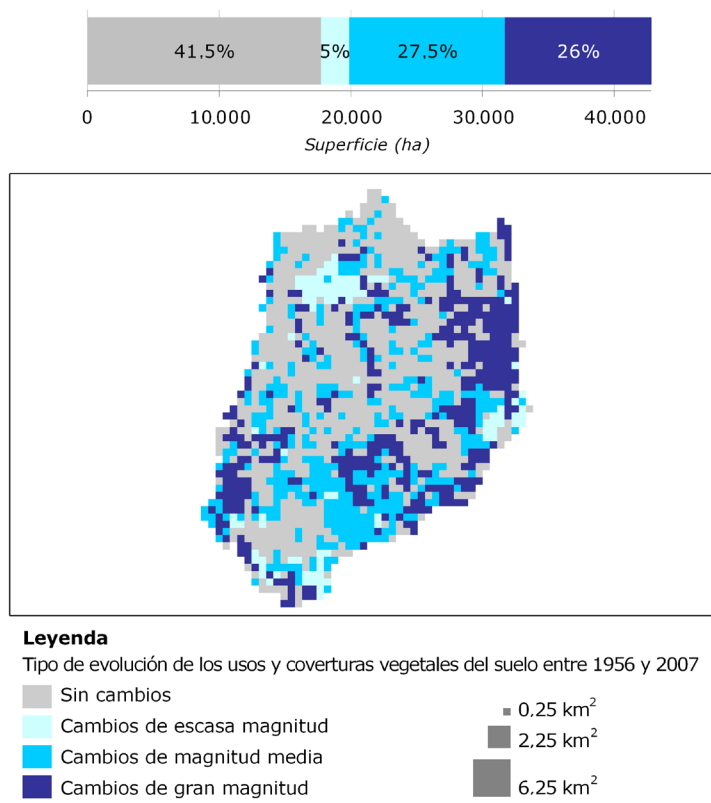 41,5% 5% 27,5% 26%
0 10.000 20.000 30.000 40.000
Superficie (ha)
Leyenda
Tipo de evolución de los usos y coverturas vegetales del suelo entre 1956 y 2007
Sin cambios
Cambios de escasa magnitud
Cambios de magnitud media
Cambios de gran magnitud
0,25 km²
2,25 km²
6,25 km²